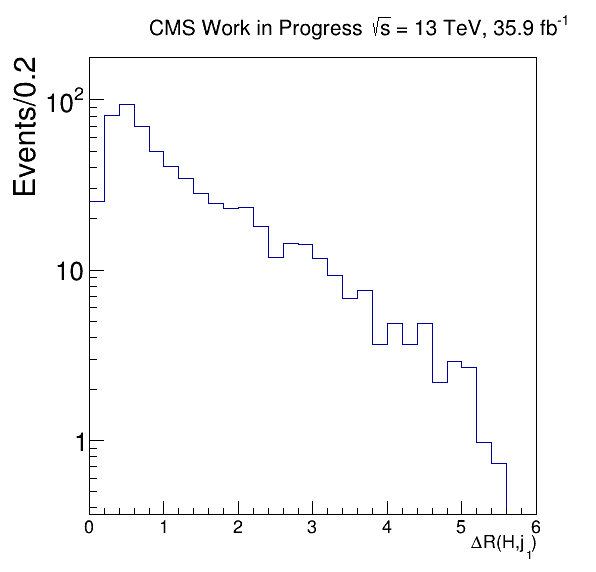 CMS Work in Progress √s = 13 TeV, 35.9 fb⁻¹
Events/0.2
10²
10
1
0 1 2 3 4 5 6
ΔR(H,j₁)